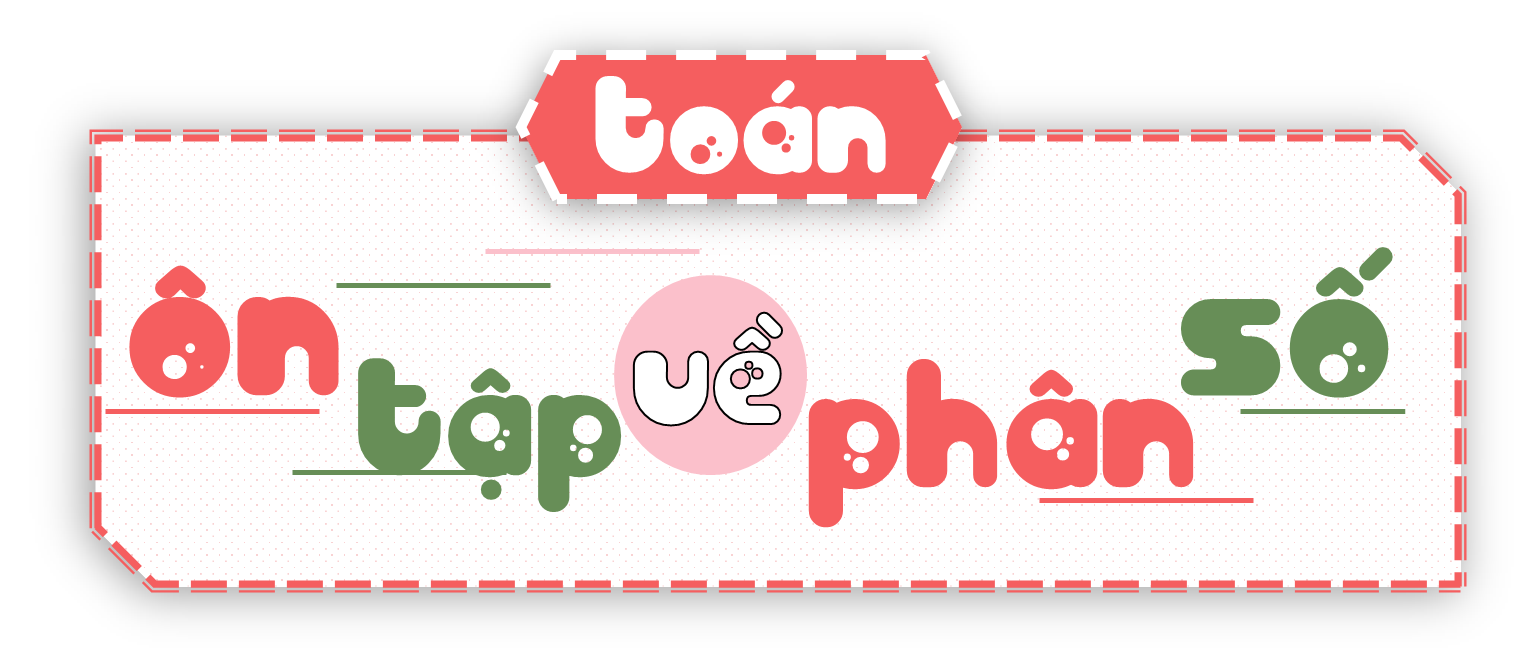 toán
ôn tập về phân số